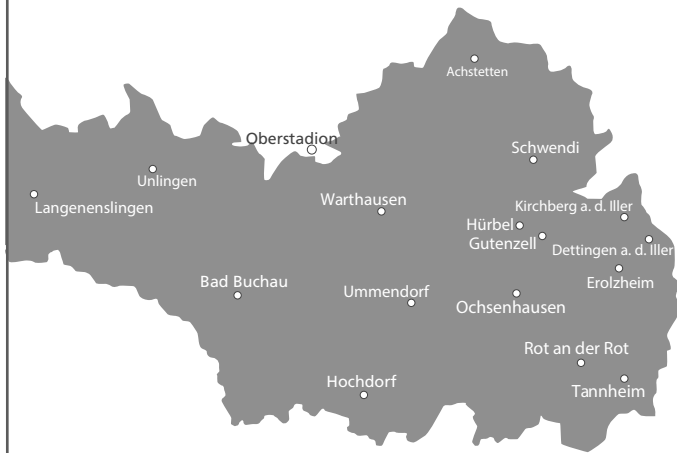 Achstetten
Oberstadion
Schwendi
Unlingen
Langenenslingen
Warthausen
Kirchberg a. d. Iller
Hürbel
Gutenzell
Dettingen a. d. Iller
Erolzheim
Bad Buchau
Ummendorf
Ochsenhausen
Rot an der Rot
Hochdorf
Tannheim